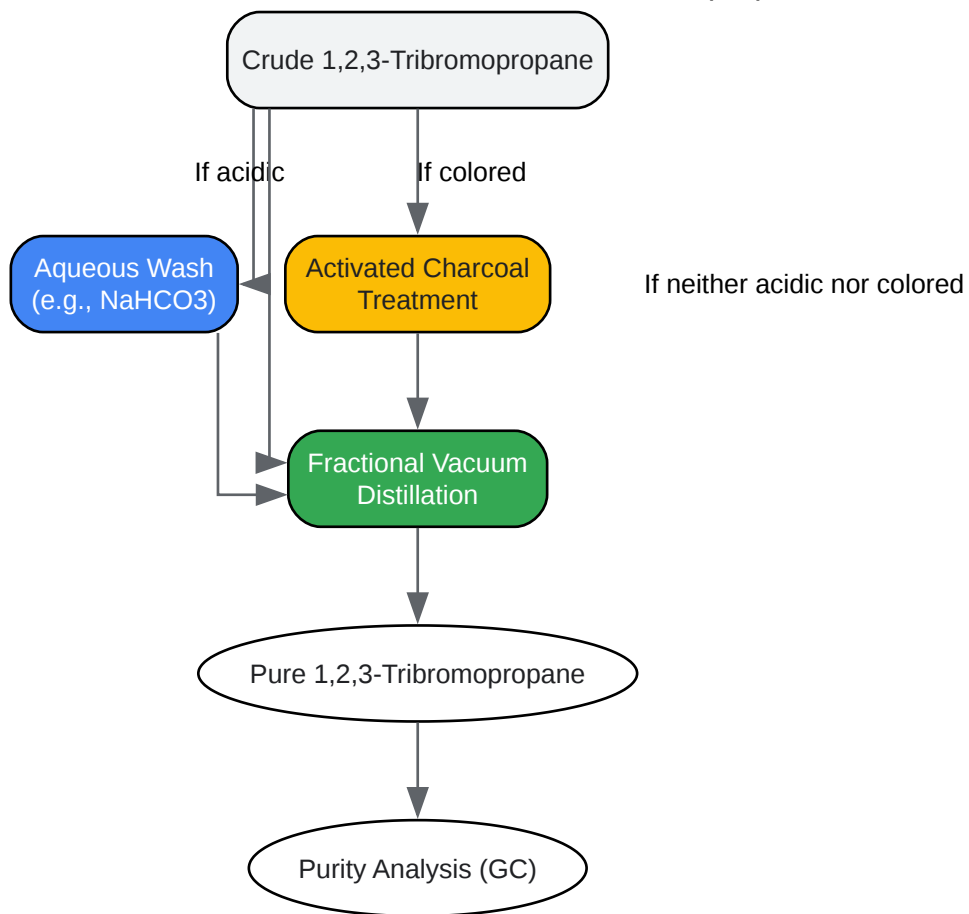 Crude 1,2,3-Tribromopropane
If acidic
If colored
Aqueous Wash
(e.g., NaHCO3)
Activated Charcoal
Treatment
If neither acidic nor colored
Fractional Vacuum
Distillation
Pure 1,2,3-Tribromopropane
Purity Analysis (GC)